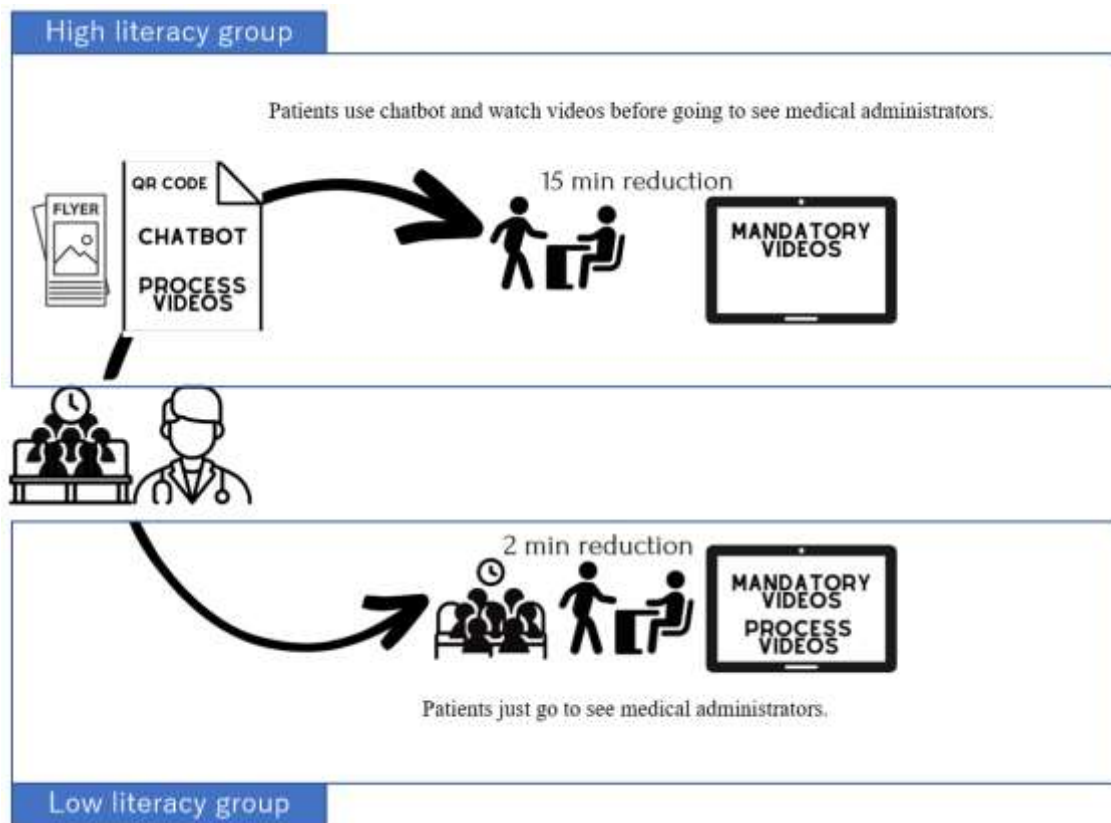 High literacy group
Patients use chatbot and watch videos before going to see medical administrators.
QR CODE
FLYER
CHATBOT
PROCESS
VIDEOS
15 min reduction
MANDATORY
VIDEOS
2 min reduction
MANDATORY
VIDEOS
PROCESS
VIDEOS
Patients just go to see medical administrators.
Low literacy group